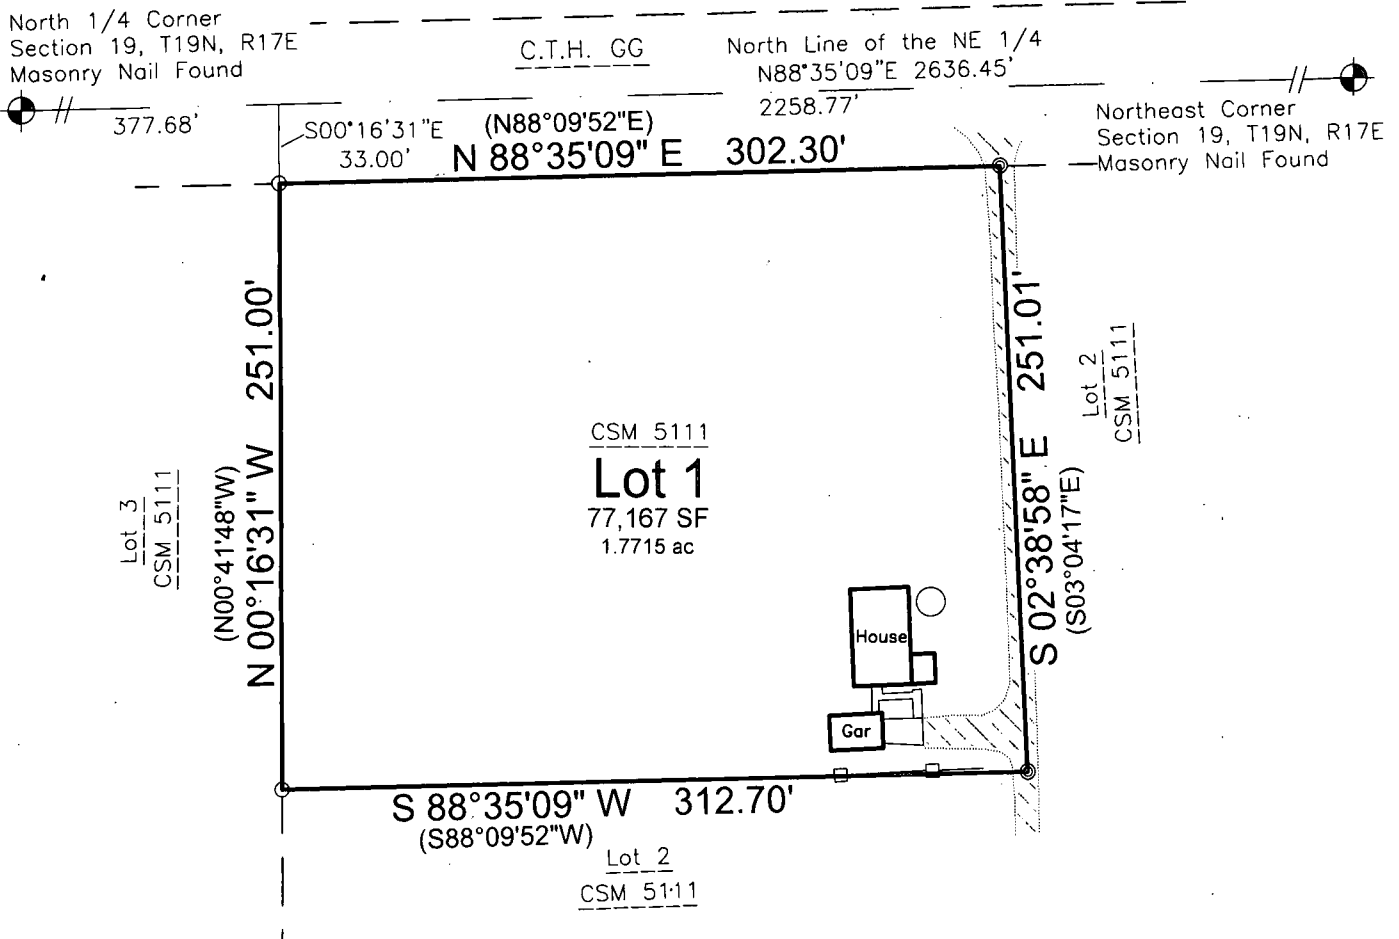 North 1/4 Corner
Section 19, T19N, R17E
Masonry Nail Found
C.T.H. GG
North Line of the NE 1/4
N88°35'09"E 2636.45'
377.68'
2258.77'
Northeast Corner
Section 19, T19N, R17E
Masonry Nail Found
S00°16'31"E
33.00'
(N88°09'52"E)
N 88°35'09" E 302.30'
N 00°16'31" W 251.00'
(N00°41'48"W)
Lot 3
CSM 5111
CSM 5111
Lot 1
77,167 SF
1.7715 ac
S 02°38'58" E 251.01'
(S03°04'17"E)
Lot 2
CSM 5111
House
Gar
S 88°35'09" W 312.70'
(S88°09'52"W)
Lot 2
CSM 5111